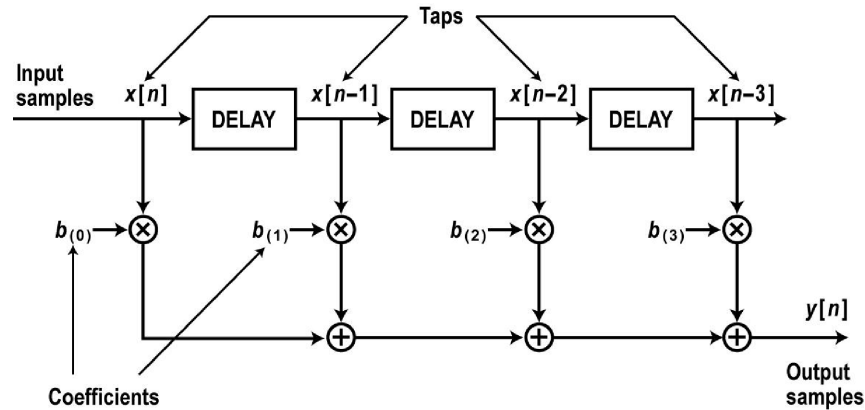 Taps
Input
samples
x[n]
x[n–1]
x[n–2]
x[n–3]
DELAY
DELAY
DELAY
b(0)
b(1)
b(2)
b(3)
y[n]
Coefficients
Output
samples